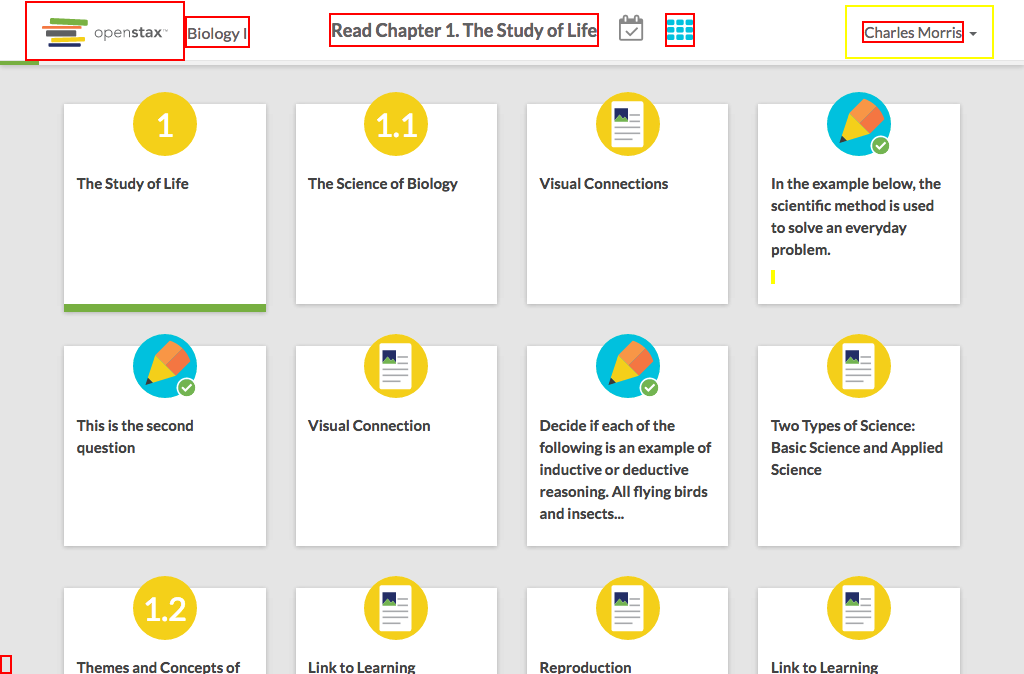 openstax™
Biology I
Read Chapter 1. The Study of Life
Charles Morris
1
The Study of Life
1.1
The Science of Biology
Visual Connections
In the example below, the
scientific method is used
to solve an everyday
problem.
This is the second
question
Visual Connection
Decide if each of the
following is an example of
inductive or deductive
reasoning. All flying birds
and insects...
Two Types of Science:
Basic Science and Applied
Science
1.2
Themes and Concepts of
Link to Learning
Reproduction
Link to Learning